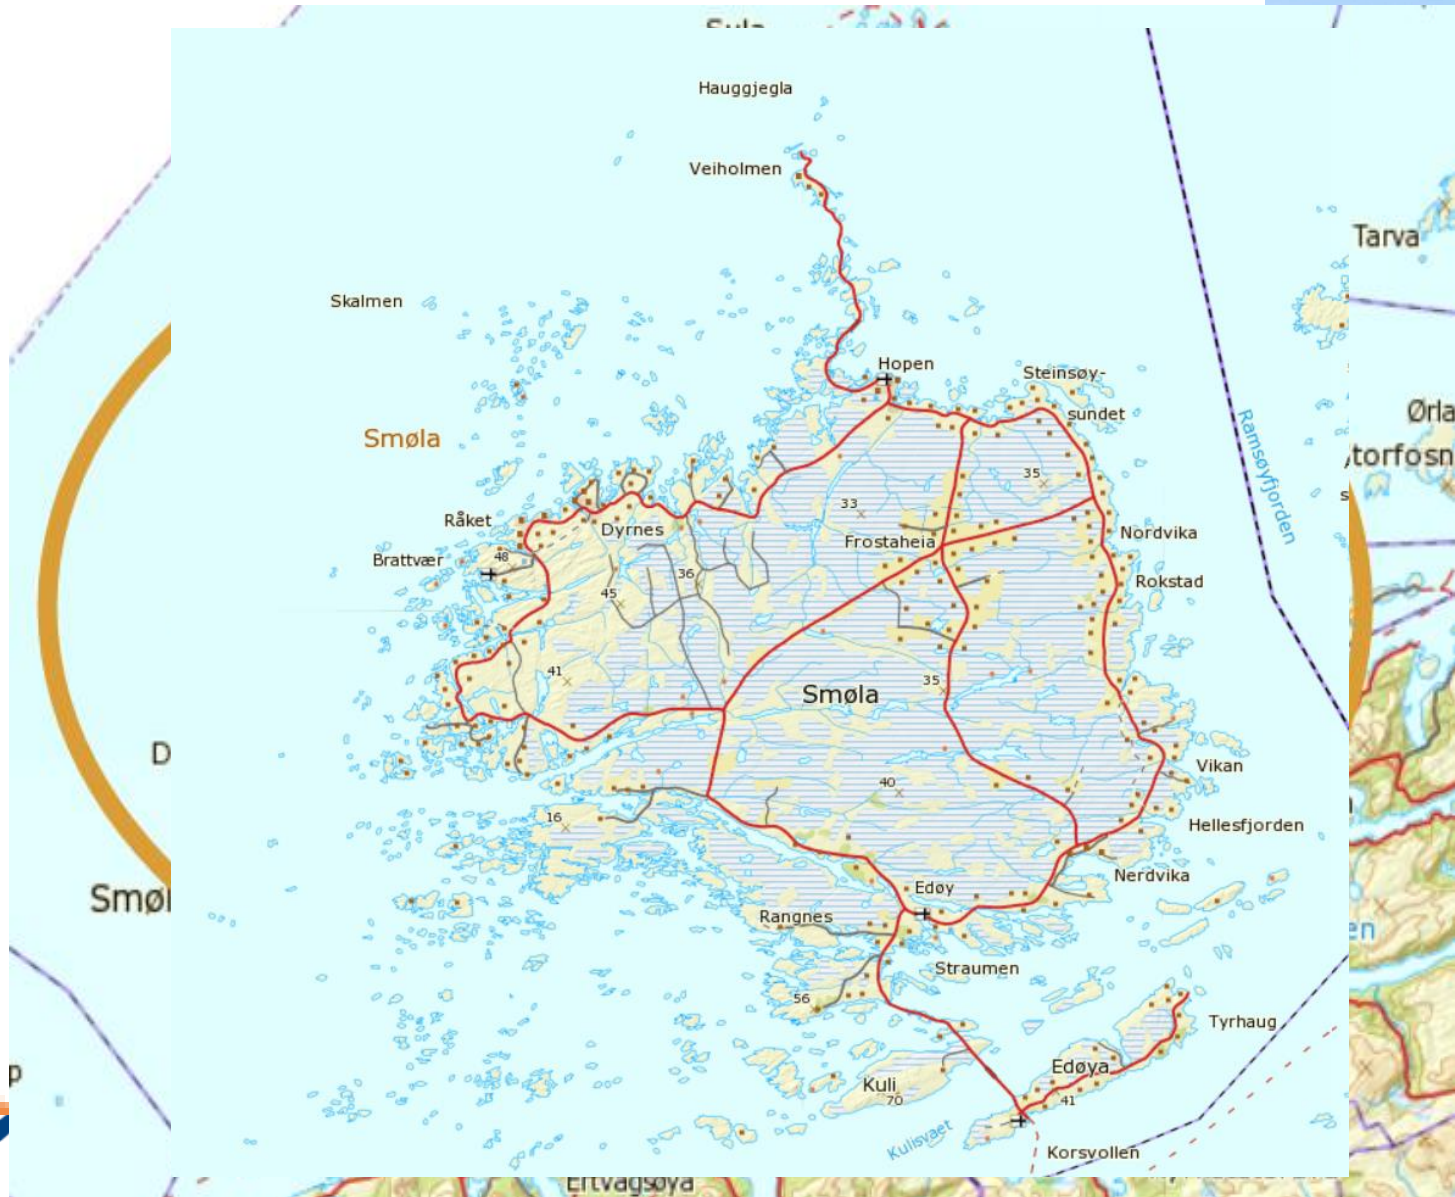 Hauggjegla
Veiholmen
Tarva
Skalmen
Hopen
Steinsøy-
sundet
Smøla
35
33
Råket
Dyrnes
Frostaheia
Nordvika
Brattvær
48
36
45
Rokstad
Ramsøyfjorden
41
35
Smøla
Vikan
40
16
Hellesfjorden
Nerdvika
Edøy
Rangnes
Straumen
56
Tyrhaug
Edøya
Kuli
70
41
Kulisvaet
Korsvollen